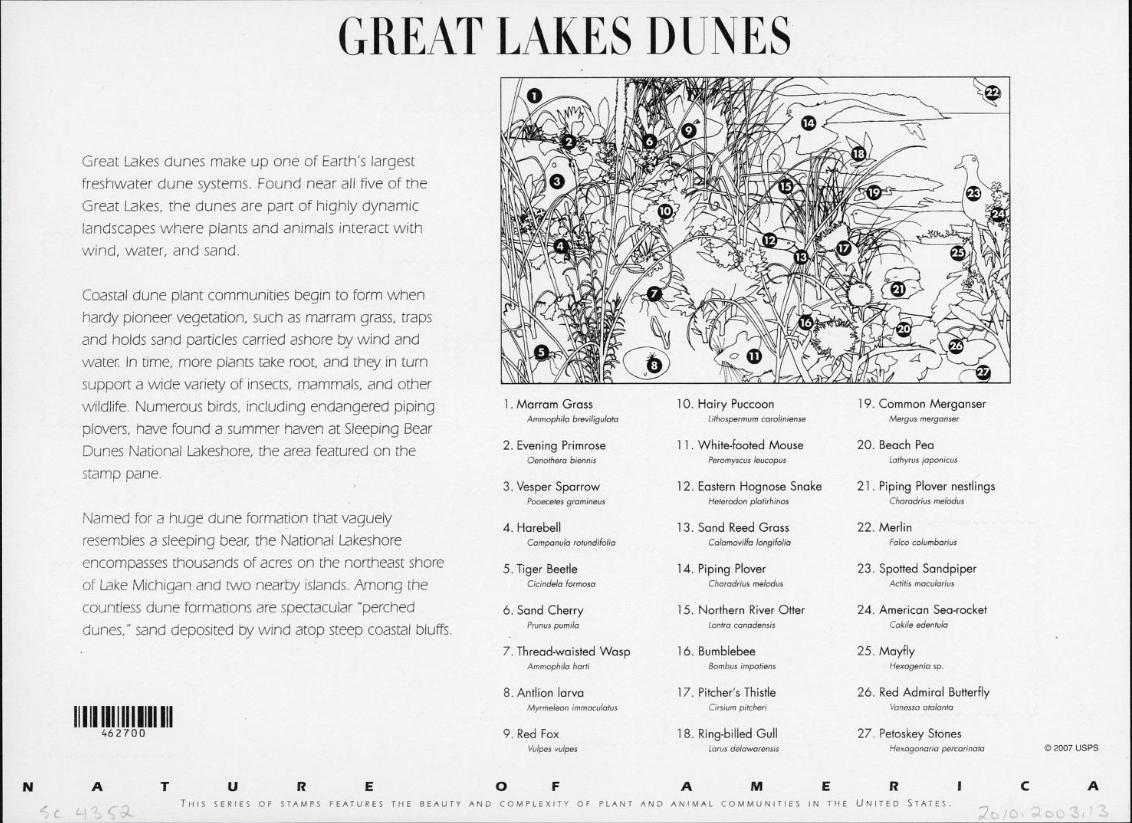 GREAT LAKES DUNES
Great Lakes dunes make up one of Earth's largest
freshwater dune systems. Found near all five of the
Great Lakes, the dunes are part of highly dynamic
landscapes where plants and animals interact with
wind, water, and sand.
Coastal dune plant communities begin to form when
hardy pioneer vegetation, such as marram grass, traps
and holds sand particles carried ashore by wind and
water. In time, more plants take root, and they in turn
support a wide variety of insects, mammals, and other
wildlife. Numerous birds, including endangered piping
plovers, have found a summer haven at Sleeping Bear
Dunes National Lakeshore, the area featured on the
stamp pane.
Named for a huge dune formation that vaguely
resembles a sleeping bear, the National Lakeshore
encompasses thousands of acres on the northeast shore
of Lake Michigan and two nearby islands. Among the
countless dune formations are spectacular "perched
dunes," sand deposited by wind atop steep coastal bluffs.
462700
1
2
3
4
5
6
7
8
9
10
11
12
13
14
15
16
17
18
19
20
21
22
23
24
25
26
27
1. Marram Grass
Ammophila breviligulata
2. Evening Primrose
Oenothera biennis
3. Vesper Sparrow
Pooecetes gramineus
4. Harebell
Campanula rotundifolia
5. Tiger Beetle
Cicindela formosa
6. Sand Cherry
Prunus pumila
7. Thread-waisted Wasp
Ammophila harti
8. Antlion larva
Myrmeleon immaculatus
9. Red Fox
Vulpes vulpes
10. Hairy Puccoon
Lithospermum caroliniense
11. White-footed Mouse
Peromyscus leucopus
12. Eastern Hognose Snake
Heterodon platirhinos
13. Sand Reed Grass
Calamovilfa longifolia
14. Piping Plover
Charadrius melodus
15. Northern River Otter
Lontra canadensis
16. Bumblebee
Bombus impatiens
17. Pitcher's Thistle
Cirsium pitcheri
18. Ring-billed Gull
Larus delawarensis
19. Common Merganser
Mergus merganser
20. Beach Pea
Lathyrus japonicus
21. Piping Plover nestlings
Charadrius melodus
22. Merlin
Falco columbarius
23. Spotted Sandpiper
Actitis macularius
24. American Sea-rocket
Cakile edentula
25. Mayfly
Hexagenia sp.
26. Red Admiral Butterfly
Vanessa atalanta
27. Petoskey Stones
Hexagonaria percarinata
© 2007 USPS
NATURE OF AMERICA
THIS SERIES OF STAMPS FEATURES THE BEAUTY AND COMPLEXITY OF PLANT AND ANIMAL COMMUNITIES IN THE UNITED STATES.
Sc 4352
2010.2003.13